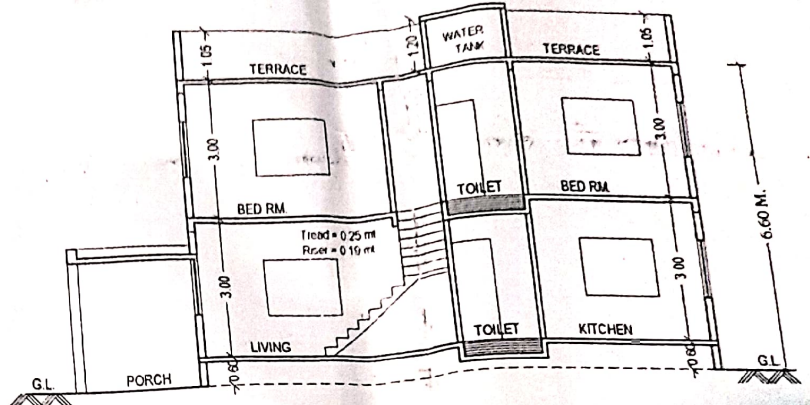 1.05
TERRACE
1.20
WATER
TANK
TERRACE
1.05
3.00
BED RM.
TOILET
BED RM.
3.00
6.60 M.
Tread = 0.25 mt
Riser = 0.19 mt
3.00
LIVING
TOILET
KITCHEN
3.00
0.60
0.60
G.L.
PORCH
G.L.